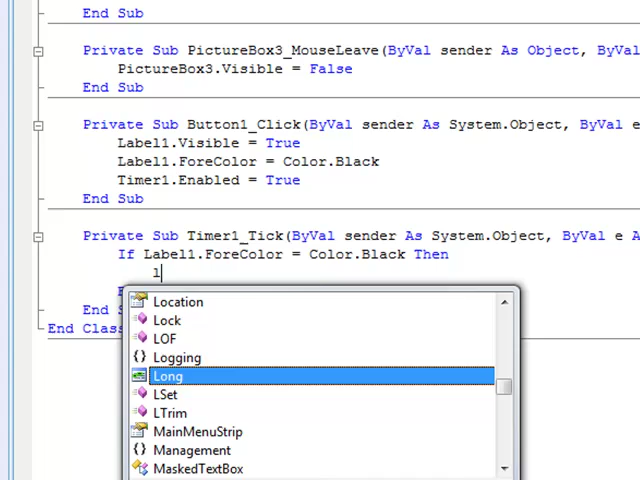 End Sub
Private Sub PictureBox3_MouseLeave(ByVal sender As Object, ByVal
PictureBox3.Visible = False
End Sub
Private Sub Button1_Click(ByVal sender As System.Object, ByVal e
Label1.Visible = True
Label1.ForeColor = Color.Black
Timer1.Enabled = True
End Sub
Private Sub Timer1_Tick(ByVal sender As System.Object, ByVal e A
If Label1.ForeColor = Color.Black Then
l
End S
End Clas
Location
Lock
LOF
Logging
Long
LSet
LTrim
MainMenuStrip
Management
MaskedTextBox